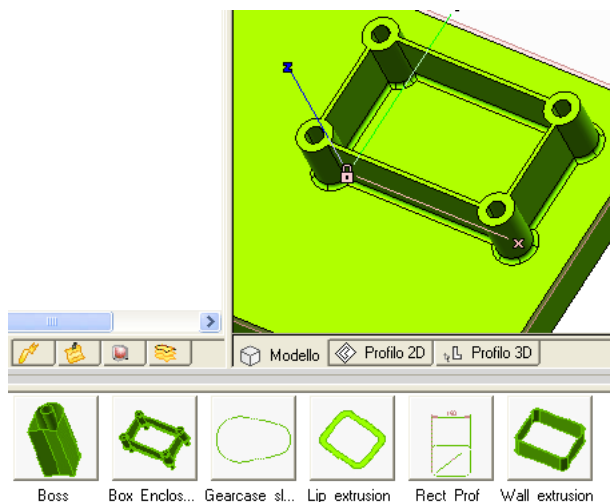 Z
X
Modello Profilo 2D Profilo 3D
Boss Box Enclos... Gearcase sl... Lip extrusion Rect Prof Wall extrusion